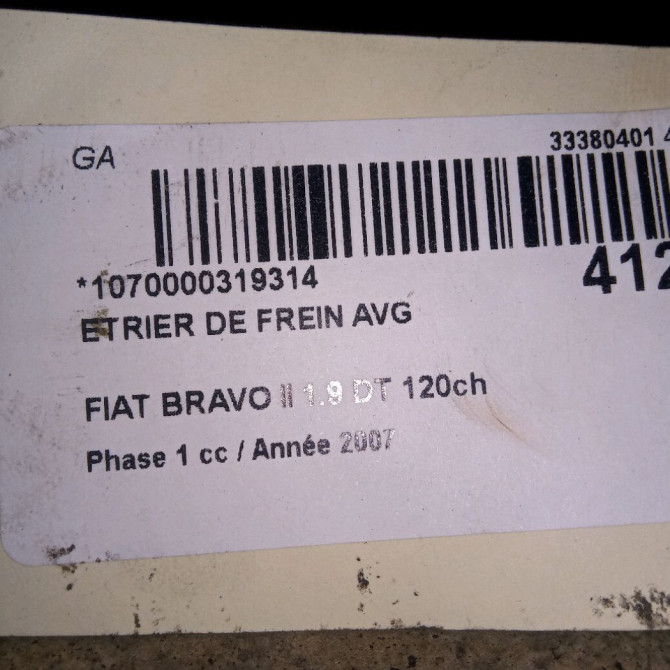 GA
33380401 4
*1070000319314
412
ETRIER DE FREIN AVG
FIAT BRAVO II 1.9 DT 120ch
Phase 1 cc / Année 2007